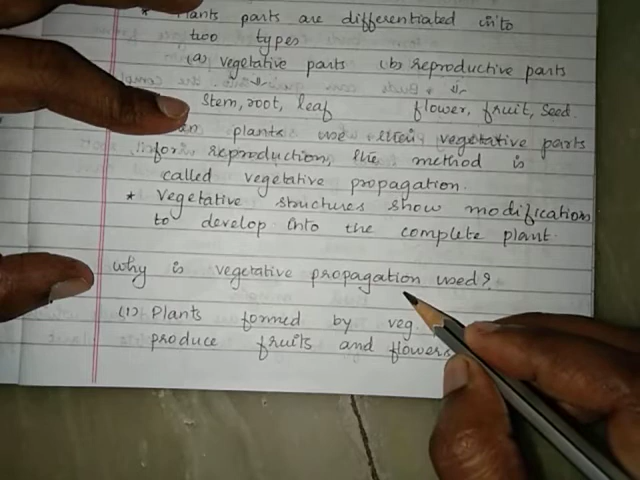 * Plants parts are differentiated into
two types
(a) vegetative parts (b) reproductive parts
Stem, root, leaf flower, fruit, seed.
plants use their vegetative parts
for reproduction, the method is
called vegetative propagation.
* Vegetative structures show modification
to develop into the complete plant.
Why is vegetative propagation used?
(1) Plants formed by veg.
produce fruits and flowers